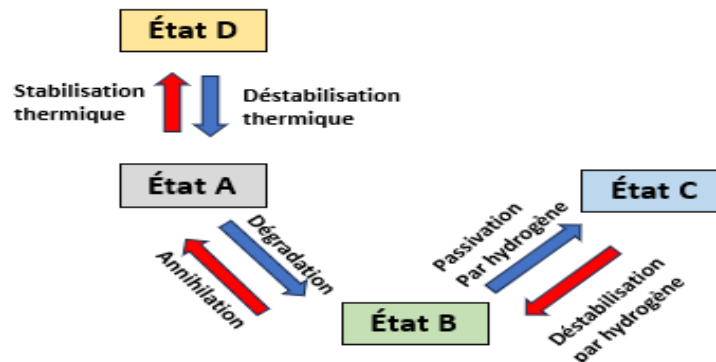 État D
Stabilisation
thermique
Déstabilisation
thermique
État A
État C
Dégradation
Annihilation
Passivation
Par hydrogène
Déstabilisation
par hydrogène
État B